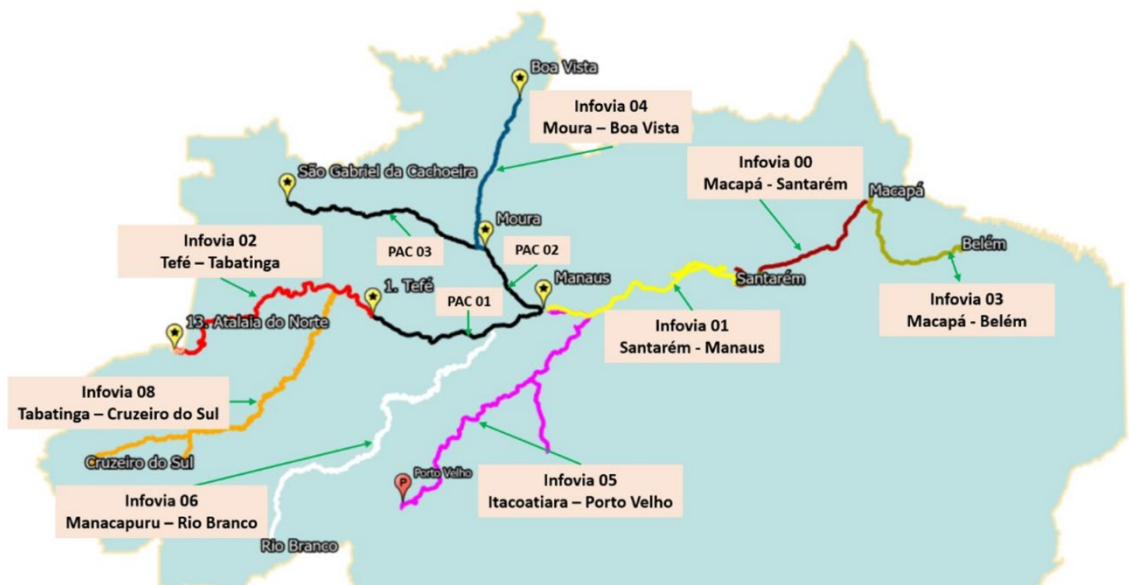 Boa Vista
Infovia 04
Moura – Boa Vista
São Gabriel da Cachoeira
Infovia 00
Macapá - Santarém
Macapá
Moura
PAC 03
PAC 02
Infovia 02
Tefé – Tabatinga
Belém
Manaus
Santarém
1. Tefé
PAC 01
Infovia 03
Macapá - Belém
13. Atalaia do Norte
Infovia 01
Santarém - Manaus
Infovia 08
Tabatinga – Cruzeiro do Sul
Cruzeiro do Sul
P
Porto Velho
Infovia 05
Itacoatiara – Porto Velho
Infovia 06
Manacapuru – Rio Branco
Rio Branco